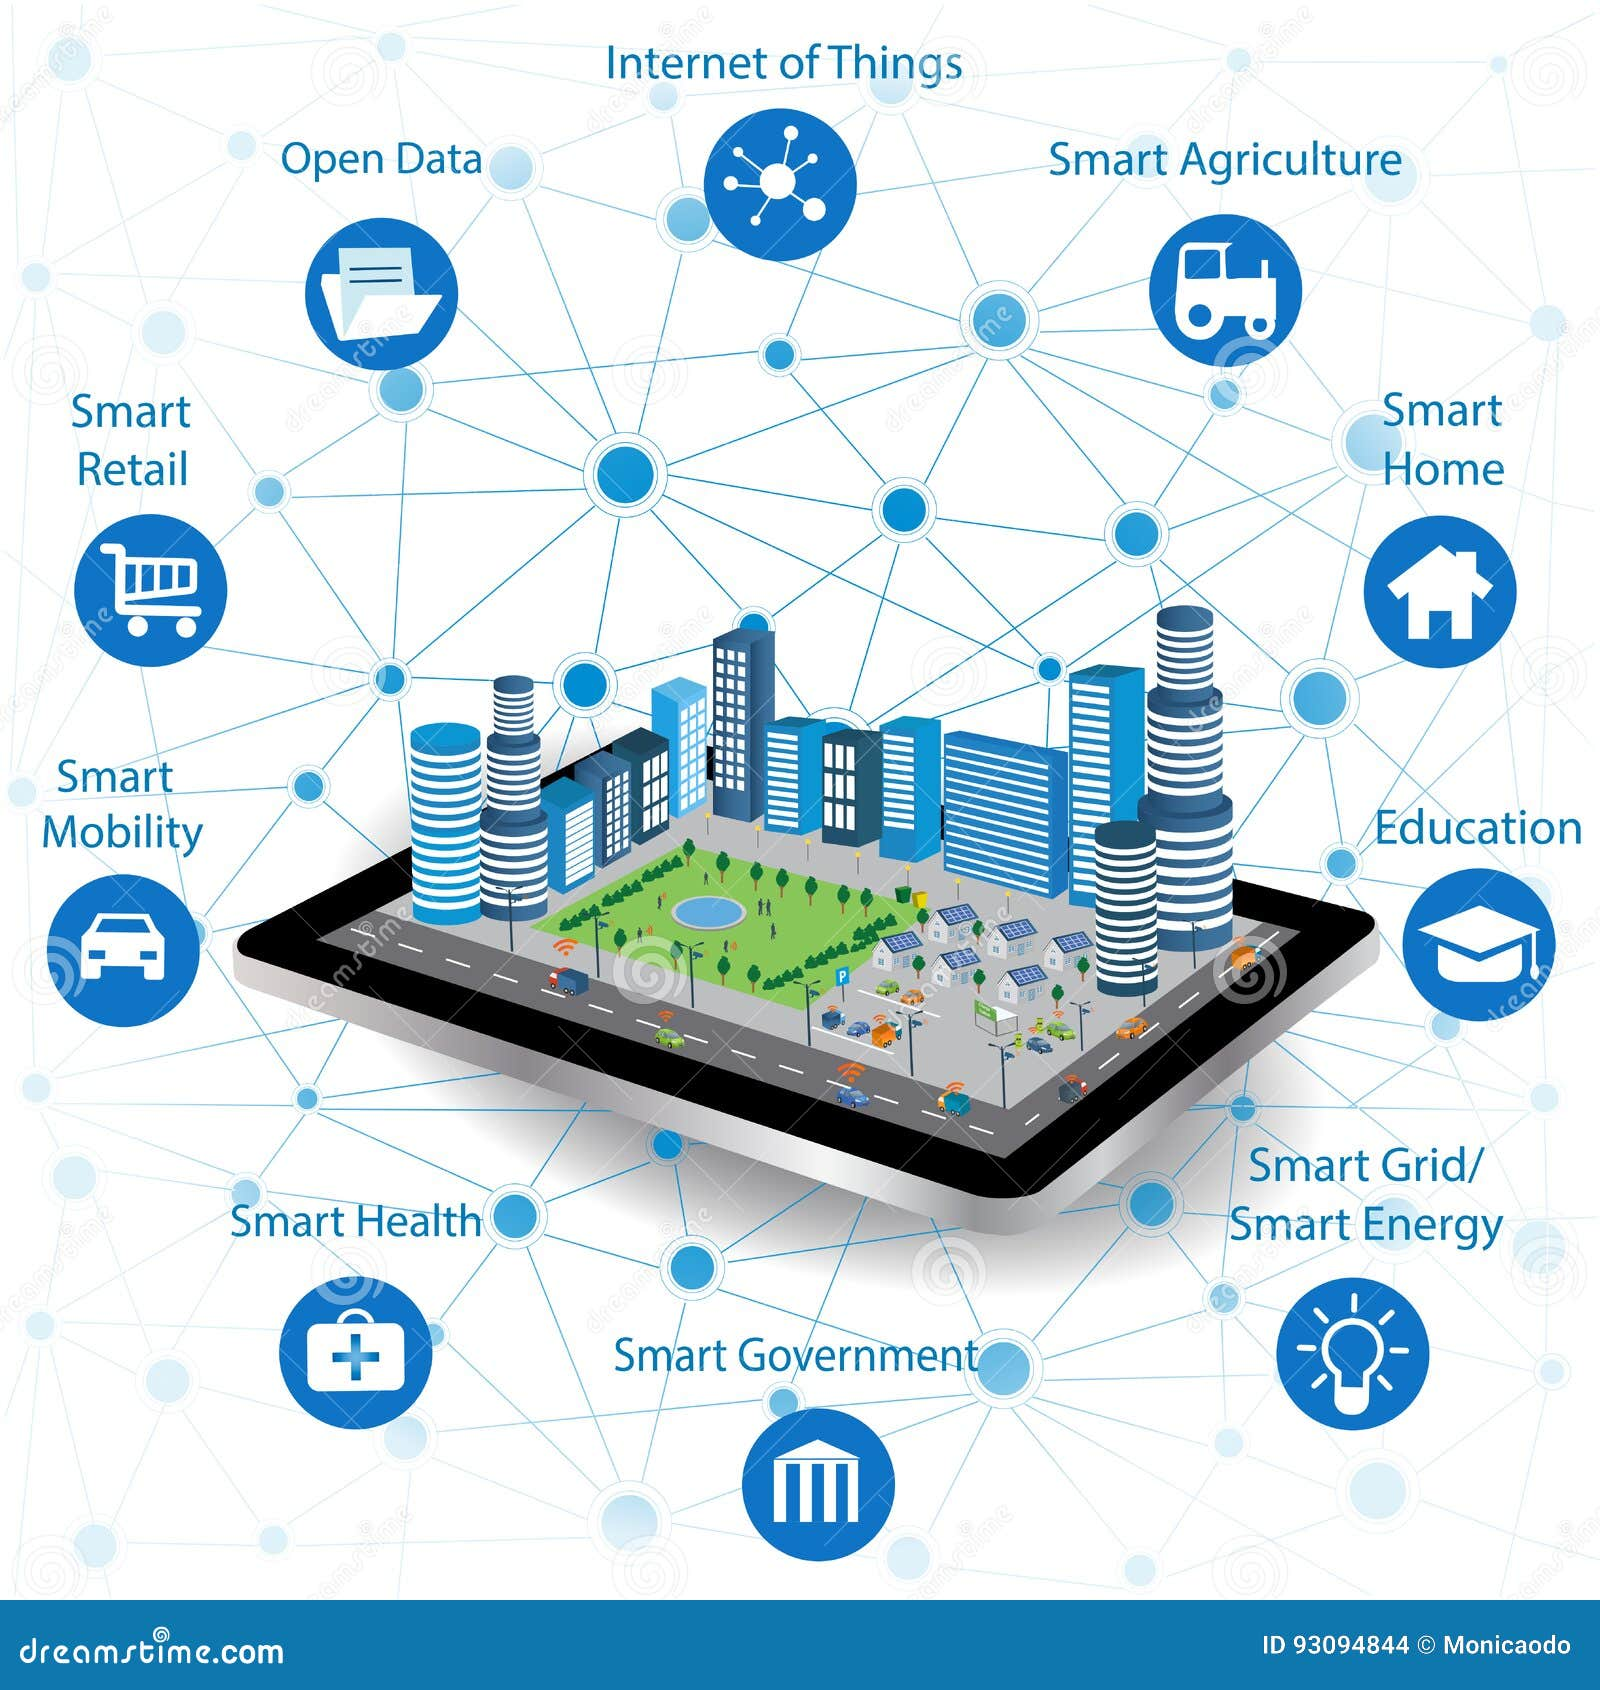 Internet of Things
Open Data
Smart Agriculture
Smart
Retail
Smart
Home
Smart
Mobility
Education
P
Smart Grid/
Smart Energy
Smart Health
Smart Government
dreamstime.com
ID 93094844 © Monicaodo